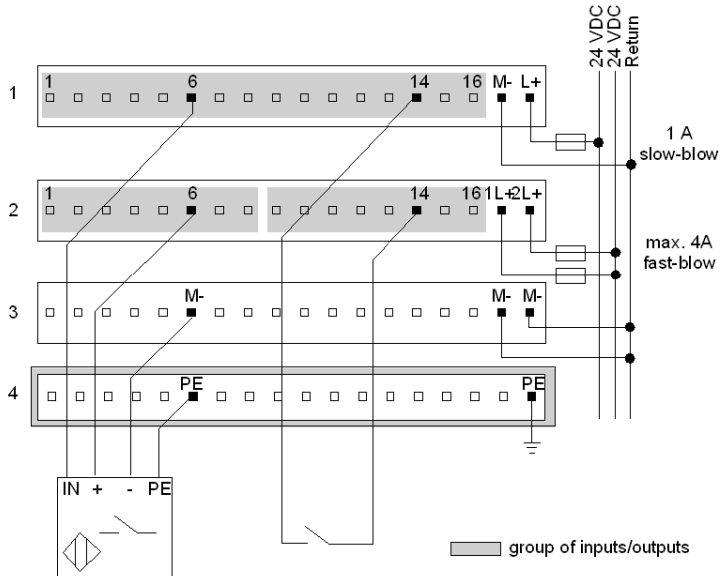 24 VDC
24 VDC
Return
1
1 6 14 16 M- L+
1 A
slow-blow
2
1 6 14 16 1L+ 2L+
max. 4A
fast-blow
3
M- M- M-
4
PE PE
IN + - PE
group of inputs/outputs